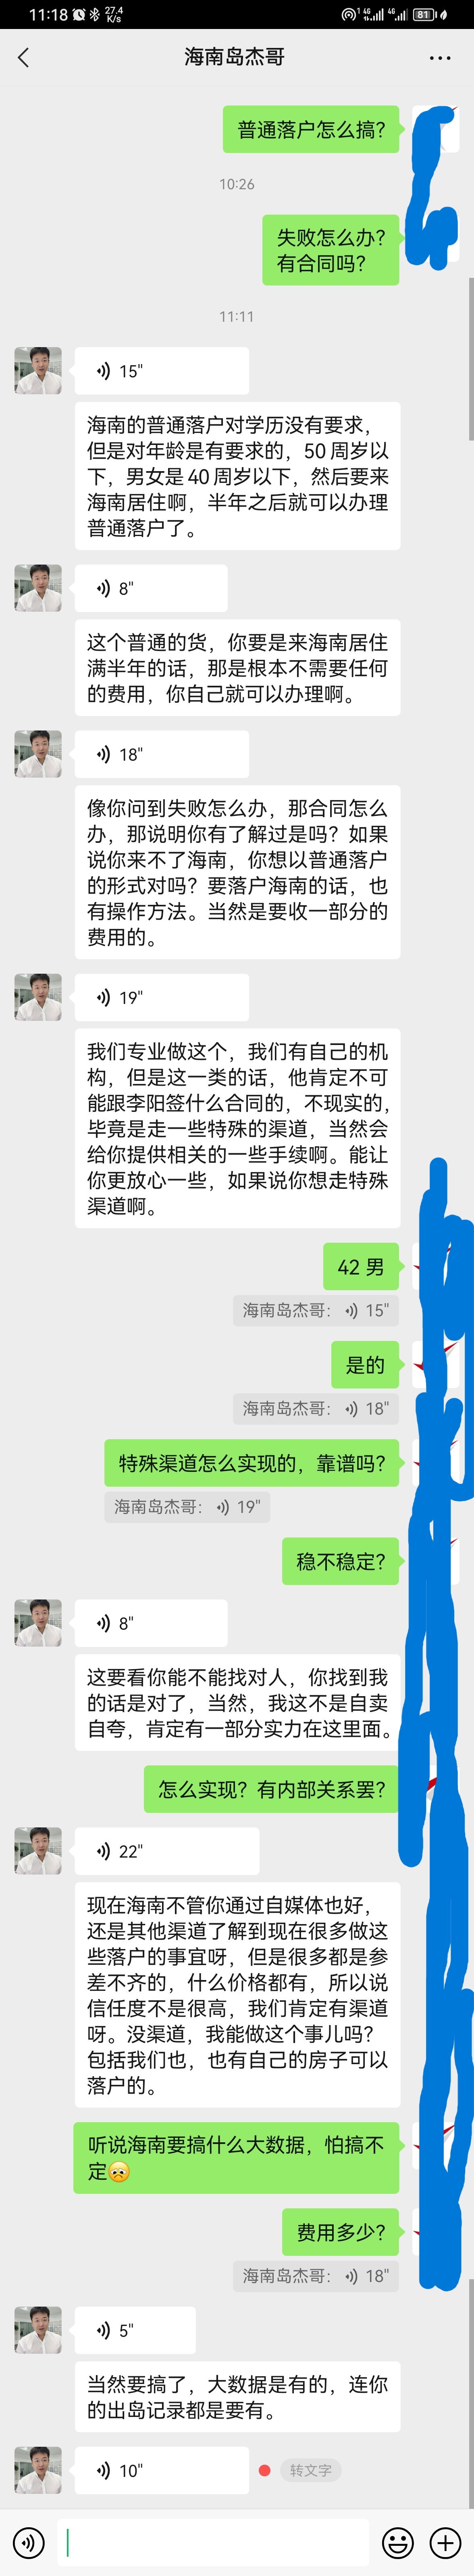 11:18 27.4 K/s 1 4G 4G 81
海南岛杰哥
普通落户怎么搞？
10:26
失败怎么办？
有合同吗？
11:11
15"
海南的普通落户对学历没有要求，
但是对年龄是有要求的，50 周岁以
下，男女是 40 周岁以下，然后要来
海南居住啊，半年之后就可以办理
普通落户了。
8"
这个普通的货，你要是来海南居住
满半年的话，那是根本不需要任何
的费用，你自己就可以办理啊。
18"
像你问到失败怎么办，那合同怎么
办，那说明你有了解过是吗？如果
说你来不了海南，你想以普通落户
的形式对吗？要落户海南的话，也
有操作方法。当然是要收一部分的
费用的。
19"
我们专业做这个，我们有自己的机
构，但是这一类的话，他肯定不可
能跟李阳签什么合同的，不现实的，
毕竟是走一些特殊的渠道，当然会
给你提供相关的一些手续啊。能让
你更放心一些，如果说你想走特殊
渠道啊。
42 男
海南岛杰哥： 15"
是的
海南岛杰哥： 18"
特殊渠道怎么实现的，靠谱吗？
海南岛杰哥： 19"
稳不稳定？
8"
这要看你能不能找对人，你找到我
的话是对了，当然，我这不是自卖
自夸，肯定有一部分实力在这里面。
怎么实现？有内部关系罢？
22"
现在海南不管你通过自媒体也好，
还是其他渠道了解到现在很多做这
些落户的事宜呀，但是很多都是参
差不齐的，什么价格都有，所以说
信任度不是很高，我们肯定有渠道
呀。没渠道，我能做这个事儿吗？
包括我们也，也有自己的房子可以
落户的。
听说海南要搞什么大数据，怕搞不
定😞
费用多少？
海南岛杰哥： 18"
5"
当然要搞了，大数据是有的，连你
的出岛记录都是要有。
10" 转文字